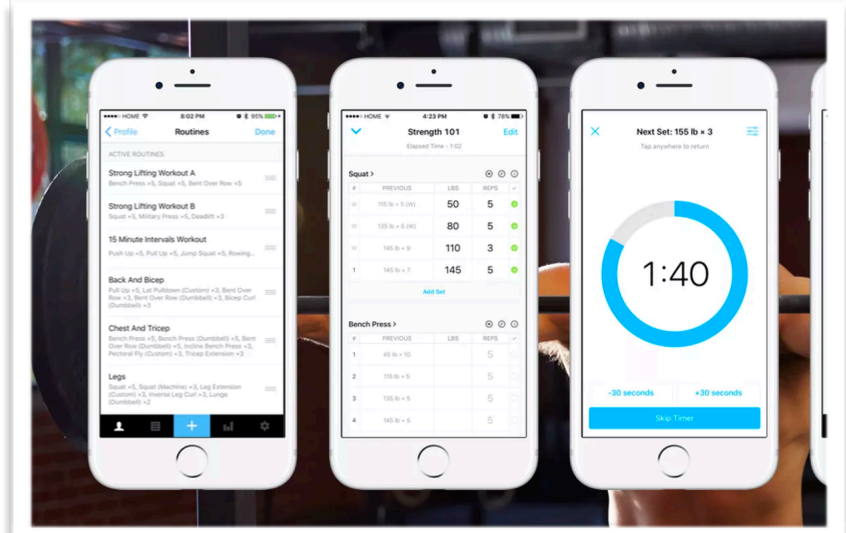 HOME 8:02 PM 95%
Profile Routines Done
ACTIVE ROUTINES
Strong Lifting Workout A
Bench Press ×5, Squat ×5, Bent Over Row ×5
Strong Lifting Workout B
Squat ×5, Military Press ×5, Deadlift ×3
15 Minute Intervals Workout
Push Up ×5, Pull Up ×5, Jump Squat ×5, Rowing...
Back And Bicep
Pull Up ×5, Lat Pulldown (Custom) ×3, Bent Over
Row ×3, Bent Over Row (Dumbbell) ×3, Bicep Curl
(Dumbbell) ×3
Chest And Tricep
Bench Press ×5, Bench Press (Dumbbell) ×5, Bent
Over Row (Dumbbell) ×5, Incline Bench Press ×3,
Pectoral Fly (Custom) ×3, Tricep Extension ×3
Legs
Squat ×5, Squat (Machine) ×3, Leg Extension
(Custom) ×3, Inverse Leg Curl ×3, Lunge
(Dumbbell) ×2
HOME 4:23 PM 78%
Strength 101 Edit
Elapsed Time - 1:02
Squat >
# PREVIOUS LBS REPS
W 115 lb × 5 (W) 50 5
W 135 lb × 5 (W) 80 5
W 145 lb × 9 110 3
1 145 lb × 7 145 5
Add Set
Bench Press >
# PREVIOUS LBS REPS
1 45 lb × 10 5
2 115 lb × 5 5
3 135 lb × 5 5
4 145 lb × 5 5
Next Set: 155 lb × 3
Tap anywhere to return
1:40
-30 seconds +30 seconds
Skip Timer